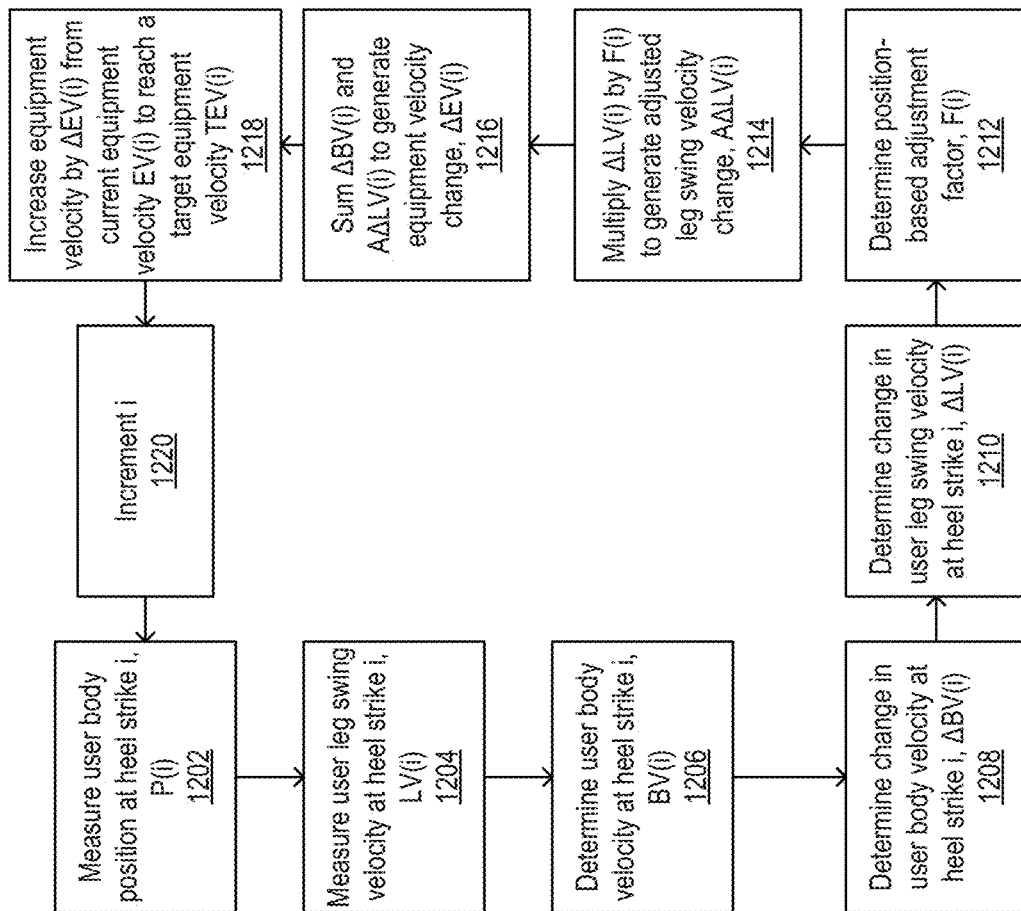 Measure user body
position at heel strike i,
P(i)
1202
Measure user leg swing
velocity at heel strike i,
LV(i)
1204
Determine user body
velocity at heel strike i,
BV(i)
1206
Determine change in
user body velocity at
heel strike i, ΔBV(i)
1208
Determine change in
user leg swing velocity
at heel strike i, ΔLV(i)
1210
Determine position-
based adjustment
factor, F(i)
1212
Multiply ΔLV(i) by F(i)
to generate adjusted
leg swing velocity
change, AΔLV(i)
1214
Sum ΔBV(i) and
AΔLV(i) to generate
equipment velocity
change, ΔEV(i)
1216
Increase equipment
velocity by ΔEV(i) from
current equipment
velocity EV(i) to reach a
target equipment
velocity TEV(i)
1218
Increment i
1220